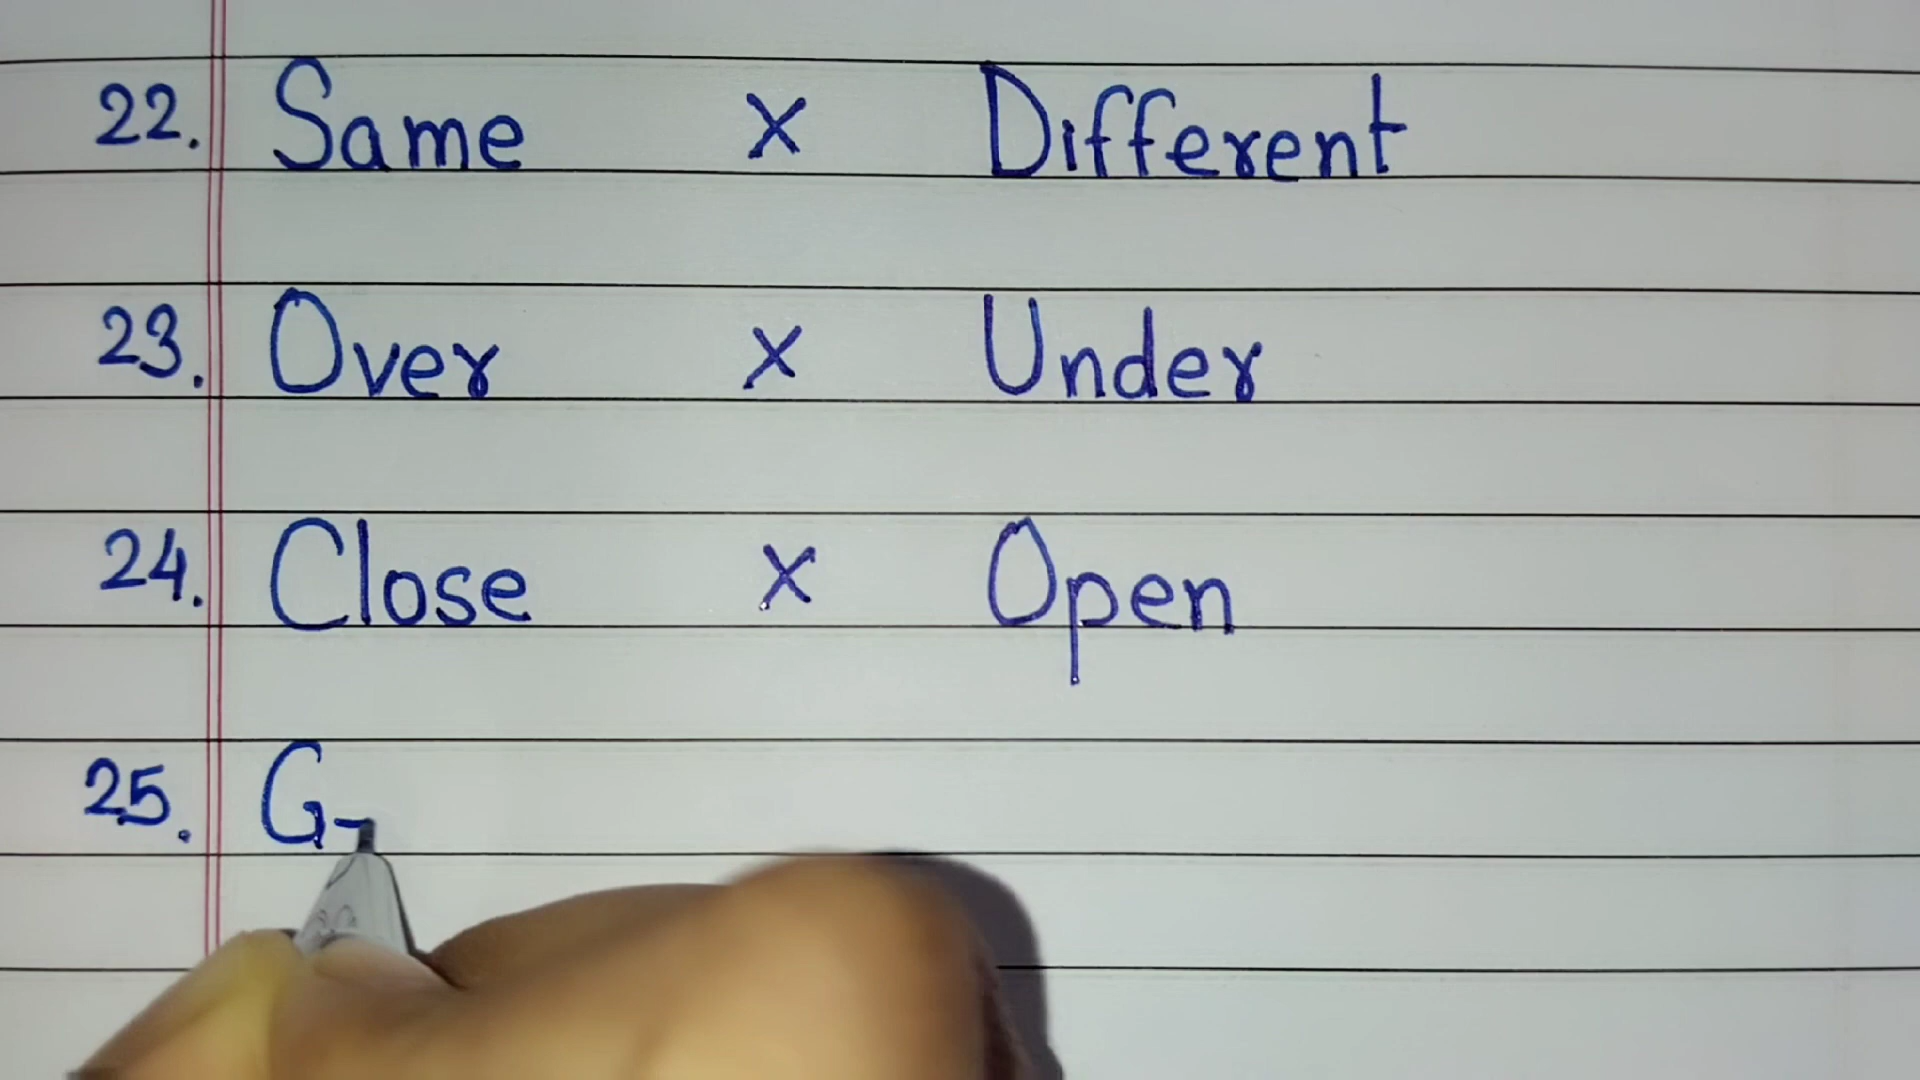 22. Same × Different
23. Over × Under
24. Close × Open
25. G